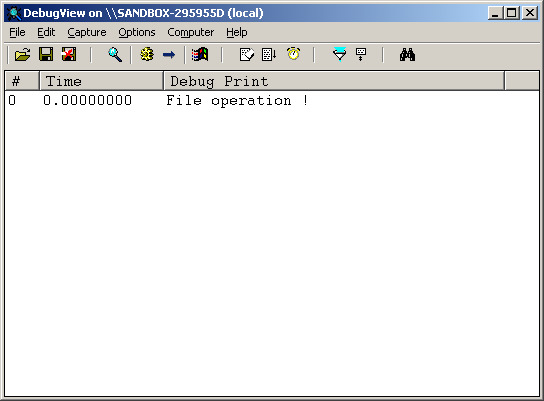 DebugView on \\SANDBOX-295955D (local)
File Edit Capture Options Computer Help
# Time Debug Print
0 0.00000000 File operation !